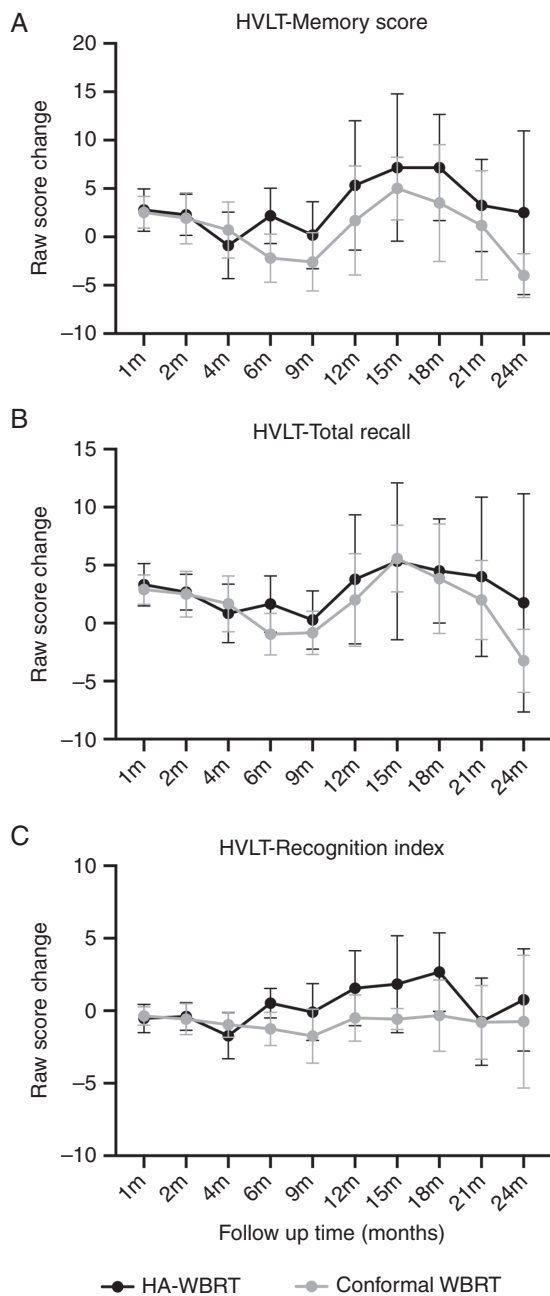 A
HVLT-Memory score
Raw score change
20
15
10
5
0
−5
−10
1m 2m 4m 6m 9m 12m 15m 18m 21m 24m
B
HVLT-Total recall
Raw score change
15
10
5
0
−5
−10
1m 2m 4m 6m 9m 12m 15m 18m 21m 24m
C
HVLT-Recognition index
Raw score change
10
5
0
−5
−10
1m 2m 4m 6m 9m 12m 15m 18m 21m 24m
Follow up time (months)
HA-WBRT Conformal WBRT